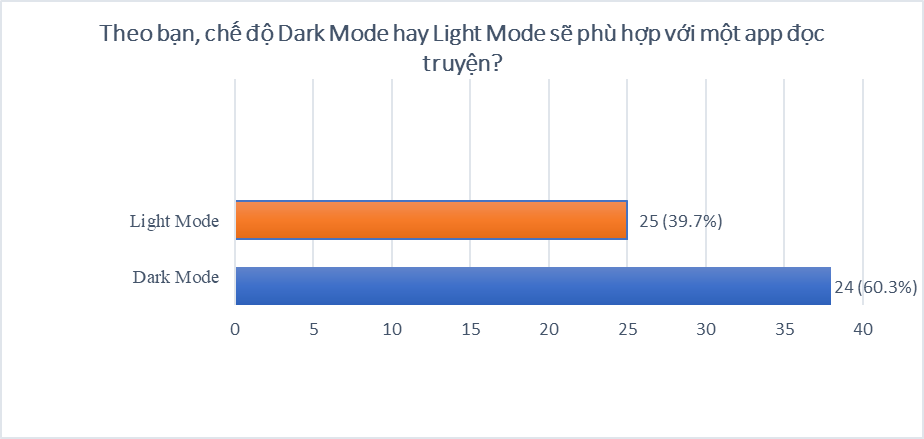 Theo bạn, chế độ Dark Mode hay Light Mode sẽ phù hợp với một app đọc
truyện?
Light Mode
25 (39.7%)
Dark Mode
24 (60.3%)
0 5 10 15 20 25 30 35 40